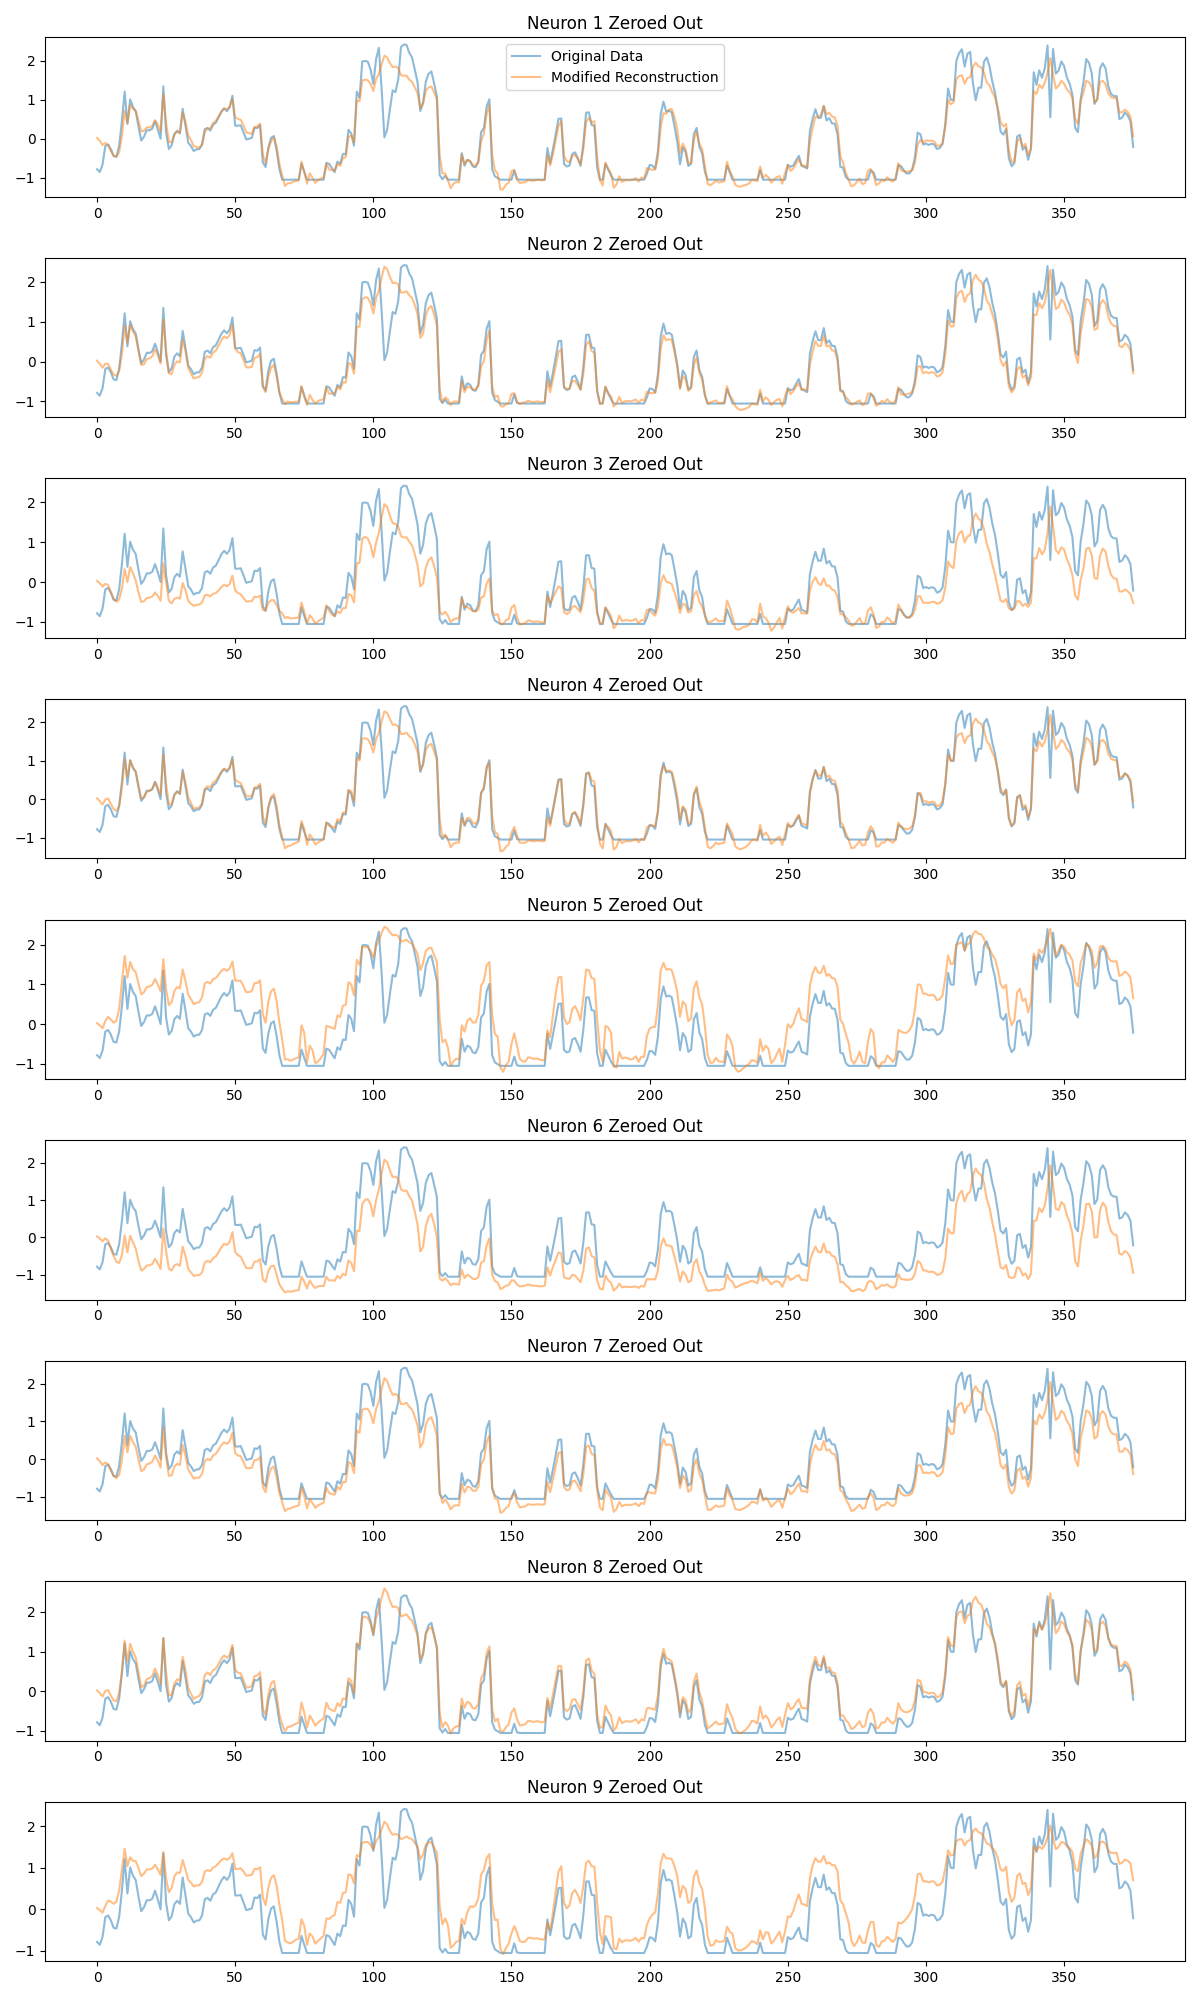 Neuron 1 Zeroed Out
Original Data
Modified Reconstruction
2
1
0
−1
0 50 100 150 200 250 300 350
Neuron 2 Zeroed Out
2
1
0
−1
0 50 100 150 200 250 300 350
Neuron 3 Zeroed Out
2
1
0
−1
0 50 100 150 200 250 300 350
Neuron 4 Zeroed Out
2
1
0
−1
0 50 100 150 200 250 300 350
Neuron 5 Zeroed Out
2
1
0
−1
0 50 100 150 200 250 300 350
Neuron 6 Zeroed Out
2
1
0
−1
0 50 100 150 200 250 300 350
Neuron 7 Zeroed Out
2
1
0
−1
0 50 100 150 200 250 300 350
Neuron 8 Zeroed Out
2
1
0
−1
0 50 100 150 200 250 300 350
Neuron 9 Zeroed Out
2
1
0
−1
0 50 100 150 200 250 300 350